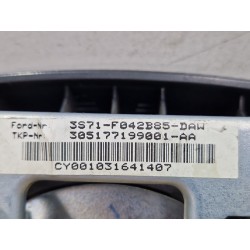 Ford-Nr 3S71-F042B85-DAW
TKP-Nr 305177199001-AA
CY001031641407